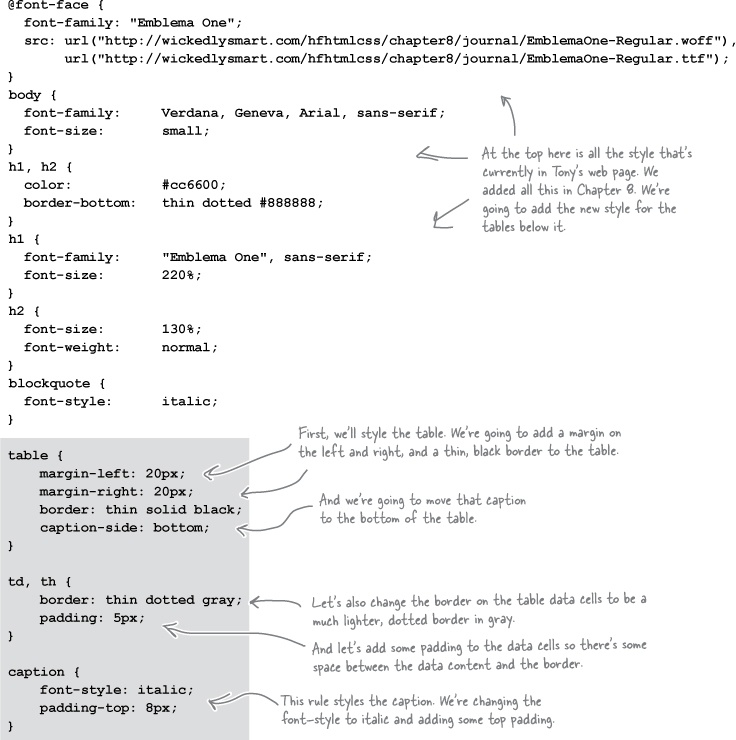 @font-face {
font-family: "Emblema One";
src: url("http://wickedlysmart.com/hfhtmlcss/chapter8/journal/EmblemaOne-Regular.woff"),
url("http://wickedlysmart.com/hfhtmlcss/chapter8/journal/EmblemaOne-Regular.ttf");
}
body {
font-family: Verdana, Geneva, Arial, sans-serif;
font-size: small;
}
h1, h2 {
color: #cc6600;
border-bottom: thin dotted #888888;
}
h1 {
font-family: "Emblema One", sans-serif;
font-size: 220%;
}
h2 {
font-size: 130%;
font-weight: normal;
}
blockquote {
font-style: italic;
}
At the top here is all the style that's
currently in Tony's web page. We
added all this in Chapter 8. We're
going to add the new style for the
tables below it.
table {
margin-left: 20px;
margin-right: 20px;
border: thin solid black;
caption-side: bottom;
}
First, we'll style the table. We're going to add a margin on
the left and right, and a thin, black border to the table.
And we're going to move that caption
to the bottom of the table.
td, th {
border: thin dotted gray;
padding: 5px;
}
Let's also change the border on the table data cells to be a
much lighter, dotted border in gray.
And let's add some padding to the data cells so there's some
space between the data content and the border.
caption {
font-style: italic;
padding-top: 8px;
}
This rule styles the caption. We're changing the
font-style to italic and adding some top padding.